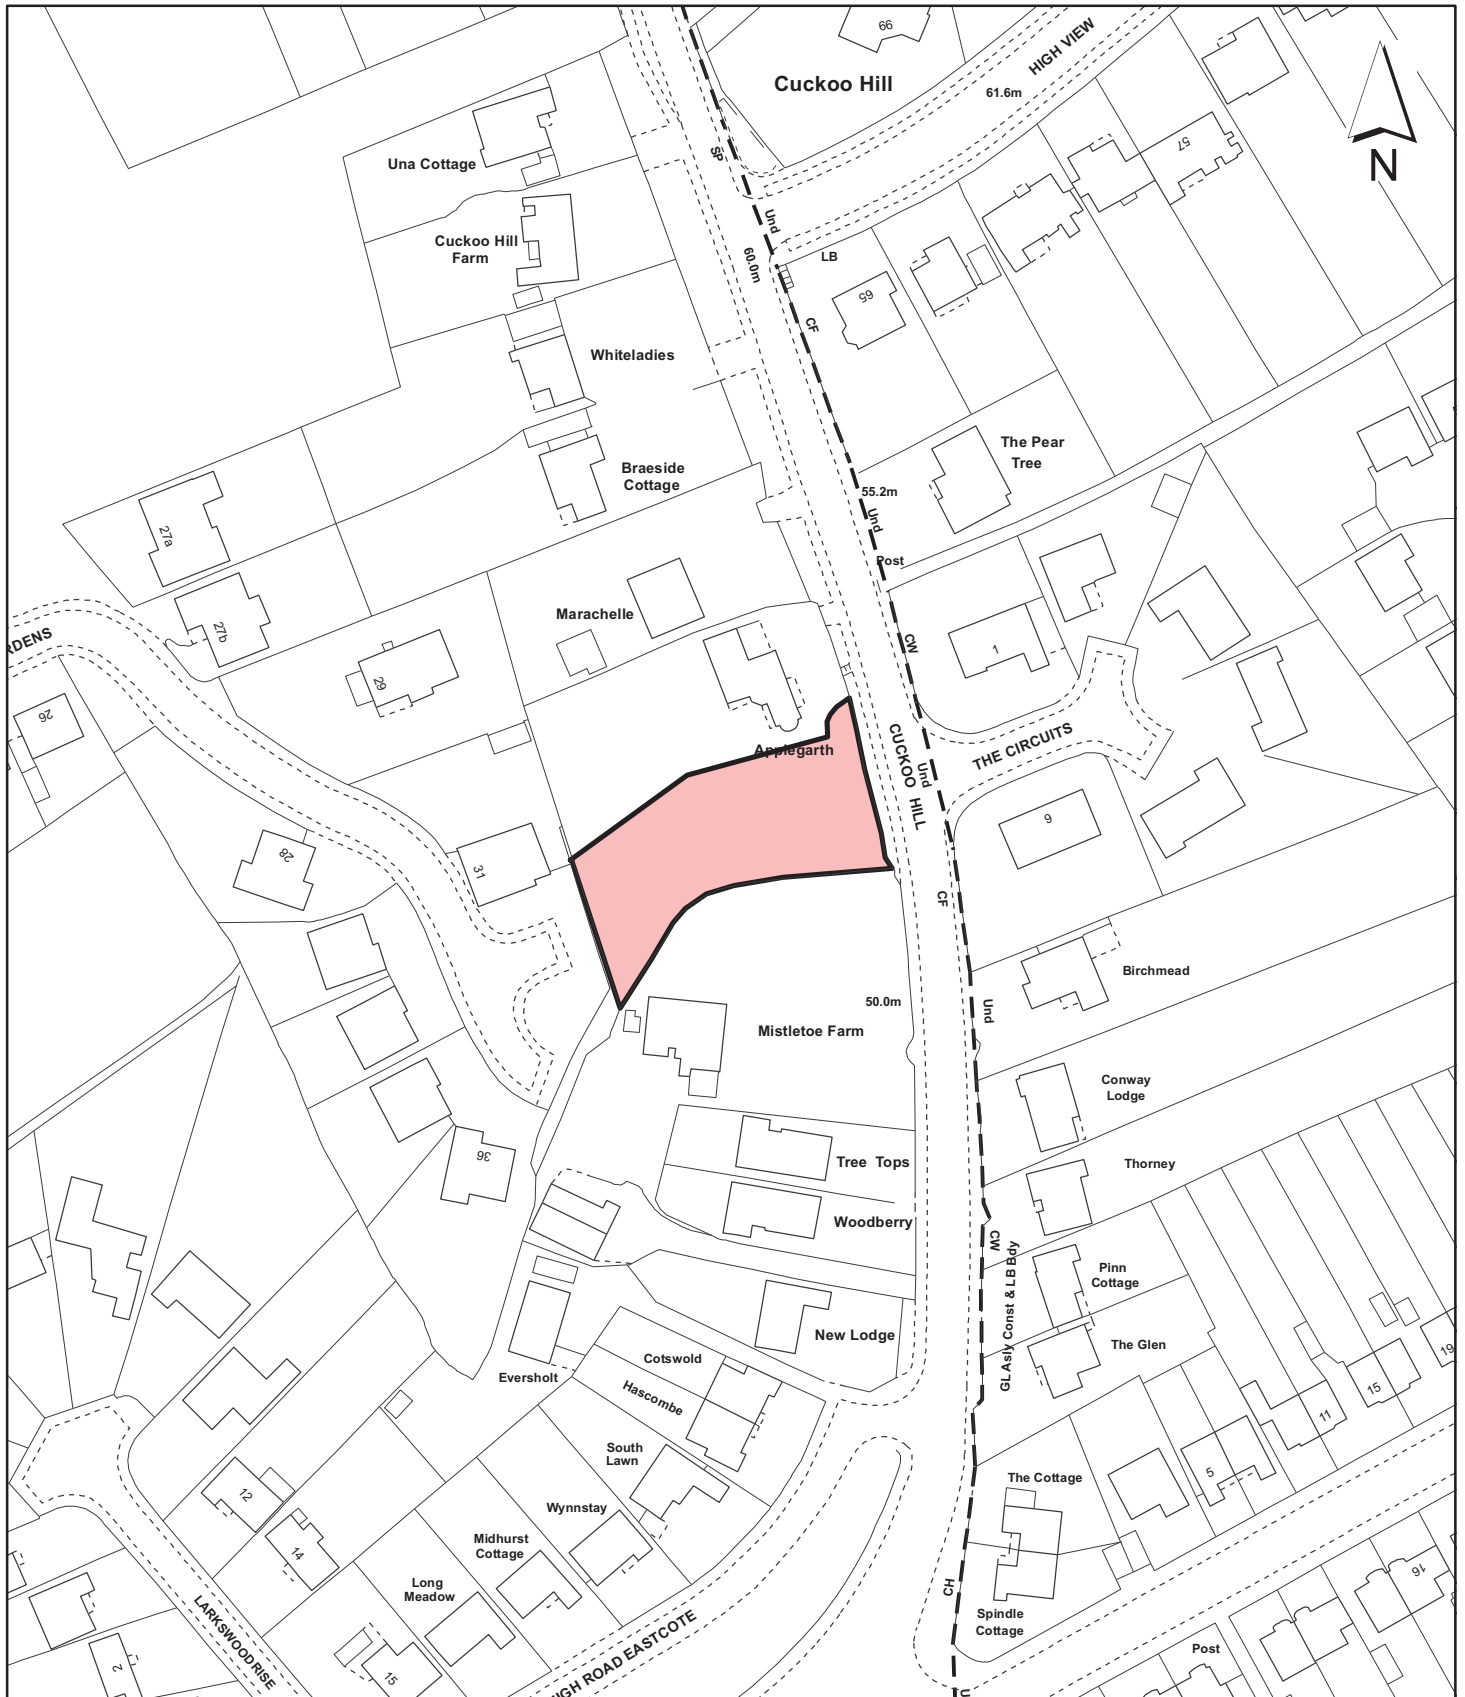 66
HIGH VIEW
Cuckoo Hill
61.6m
N
57
SP
Una Cottage
Und
Cuckoo Hill
Farm
60.0m
LB
65
CF
Whiteladies
The Pear
Tree
Braeside
Cottage
55.2m
Und
27a
Post
Marachelle
27b
RDENS
CW
1
29
26
CUCKOO HILL
THE CIRCUITS
Applegarth
Und
6
28
31
CF
Birchmead
50.0m
Und
Mistletoe Farm
Conway
Lodge
36
Tree Tops
Thorney
Woodberry
CW
GLAsly Const & LB Bdy
Pinn
Cottage
New Lodge
The Glen
Cotswold
Eversholt
Hascombe
19
15
11
South
Lawn
5
The Cottage
12
Wynnstay
Midhurst
Cottage
14
Long
Meadow
CH
16
LARKSWOOD RISE
Spindle
Cottage
IGH ROAD EASTCOTE
Post
2
15
U